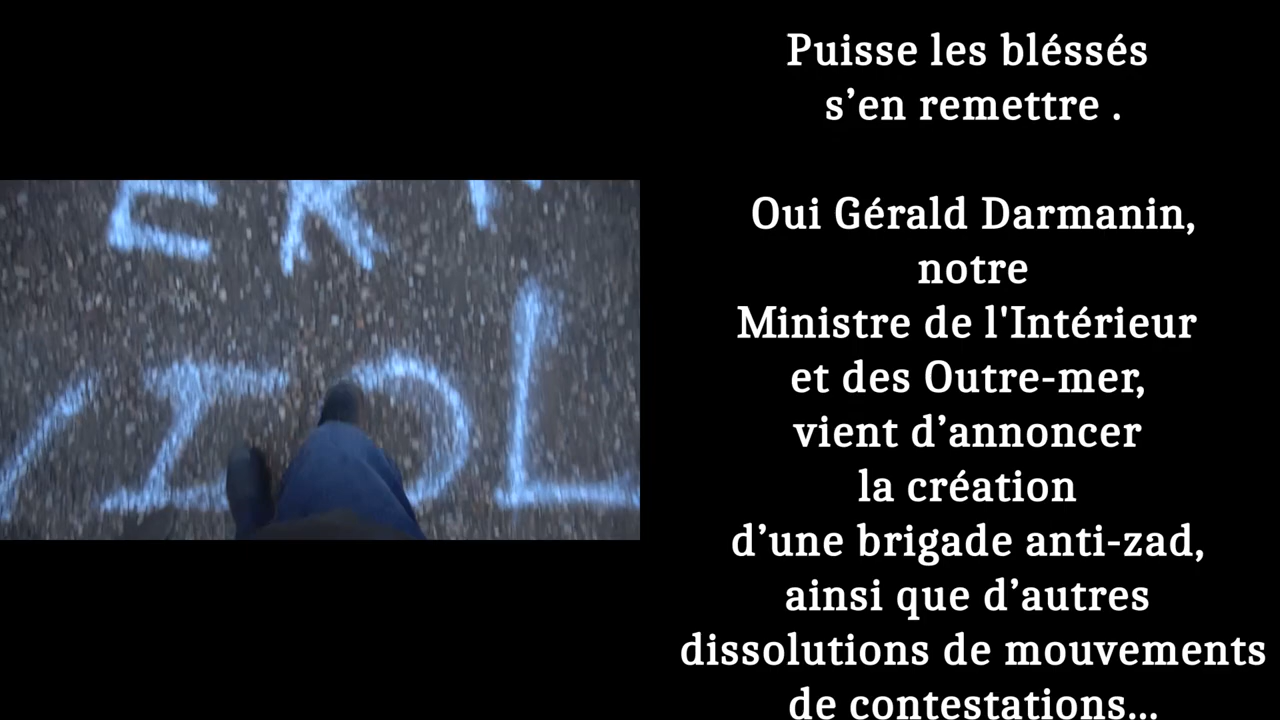 Puisse les bléssés
s’en remettre .
Oui Gérald Darmanin,
notre
Ministre de l'Intérieur
et des Outre-mer,
vient d’annoncer
la création
d’une brigade anti-zad,
ainsi que d’autres
dissolutions de mouvements
de contestations...